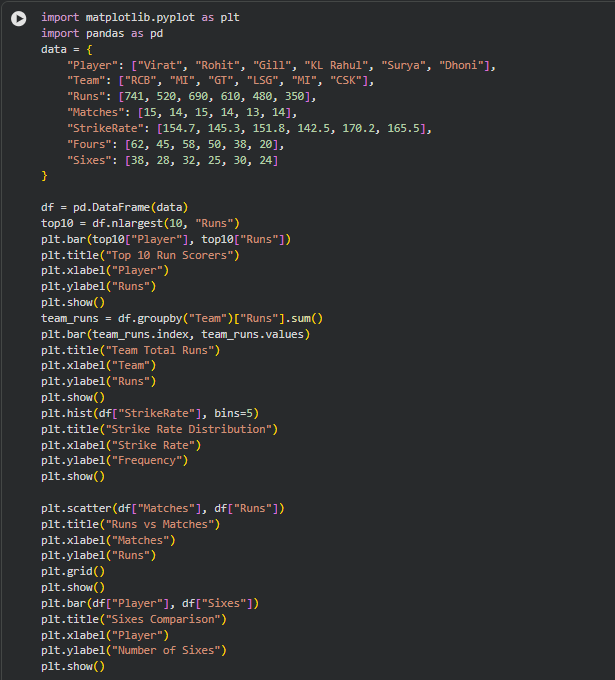 import matplotlib.pyplot as plt
import pandas as pd
data = {
    "Player": ["Virat", "Rohit", "Gill", "KL Rahul", "Surya", "Dhoni"],
    "Team": ["RCB", "MI", "GT", "LSG", "MI", "CSK"],
    "Runs": [741, 520, 690, 610, 480, 350],
    "Matches": [15, 14, 15, 14, 13, 14],
    "StrikeRate": [154.7, 145.3, 151.8, 142.5, 170.2, 165.5],
    "Fours": [62, 45, 58, 50, 38, 20],
    "Sixes": [38, 28, 32, 25, 30, 24]
}

df = pd.DataFrame(data)
top10 = df.nlargest(10, "Runs")
plt.bar(top10["Player"], top10["Runs"])
plt.title("Top 10 Run Scorers")
plt.xlabel("Player")
plt.ylabel("Runs")
plt.show()
team_runs = df.groupby("Team")["Runs"].sum()
plt.bar(team_runs.index, team_runs.values)
plt.title("Team Total Runs")
plt.xlabel("Team")
plt.ylabel("Runs")
plt.show()
plt.hist(df["StrikeRate"], bins=5)
plt.title("Strike Rate Distribution")
plt.xlabel("Strike Rate")
plt.ylabel("Frequency")
plt.show()

plt.scatter(df["Matches"], df["Runs"])
plt.title("Runs vs Matches")
plt.xlabel("Matches")
plt.ylabel("Runs")
plt.grid()
plt.show()
plt.bar(df["Player"], df["Sixes"])
plt.title("Sixes Comparison")
plt.xlabel("Player")
plt.ylabel("Number of Sixes")
plt.show()